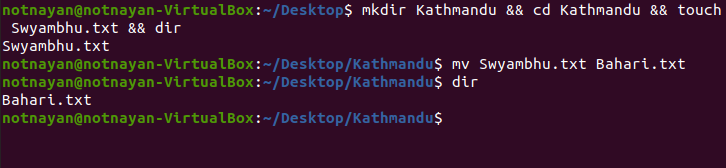 notnayan@notnayan-VirtualBox:~/Desktop$ mkdir Kathmandu && cd Kathmandu && touch
 Swyambhu.txt && dir
Swyambhu.txt
notnayan@notnayan-VirtualBox:~/Desktop/Kathmandu$ mv Swyambhu.txt Bahari.txt
notnayan@notnayan-VirtualBox:~/Desktop/Kathmandu$ dir
Bahari.txt
notnayan@notnayan-VirtualBox:~/Desktop/Kathmandu$